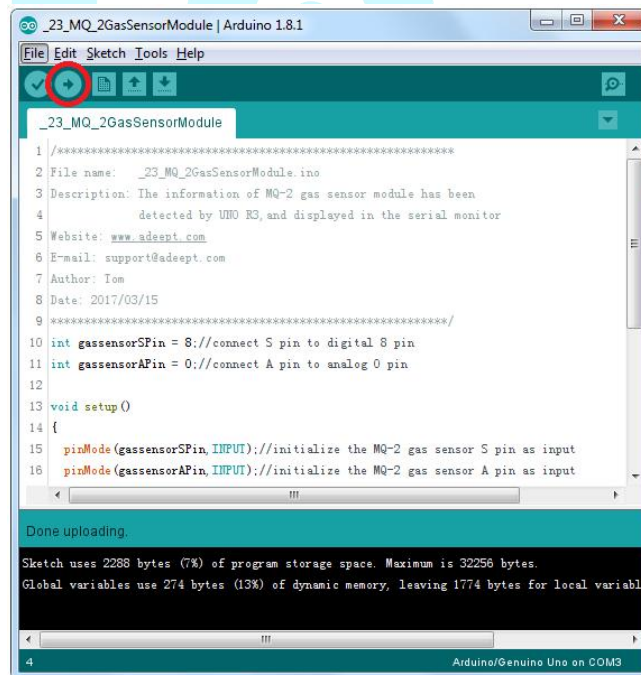 _23_MQ_2GasSensorModule | Arduino 1.8.1
File Edit Sketch Tools Help
_23_MQ_2GasSensorModule
1 /***********************************************************
2 File name: _23_MQ_2GasSensorModule.ino
3 Description: The information of MQ-2 gas sensor module has been
4 detected by UNO R3, and displayed in the serial monitor
5 Website: www.adeept.com
6 E-mail: support@adeept.com
7 Author: Tom
8 Date: 2017/03/15
9 ***********************************************************/
10 int gassensorSPin = 8;//connect S pin to digital 8 pin
11 int gassensorAPin = 0;//connect A pin to analog 0 pin
12
13 void setup()
14 {
15 pinMode(gassensorSPin,INPUT);//initialize the MQ-2 gas sensor S pin as input
16 pinMode(gassensorAPin,INPUT);//initialize the MQ-2 gas sensor A pin as input
Done uploading.
Sketch uses 2288 bytes (7%) of program storage space. Maximum is 32256 bytes.
Global variables use 274 bytes (13%) of dynamic memory, leaving 1774 bytes for local variabl
4 Arduino/Genuino Uno on COM3